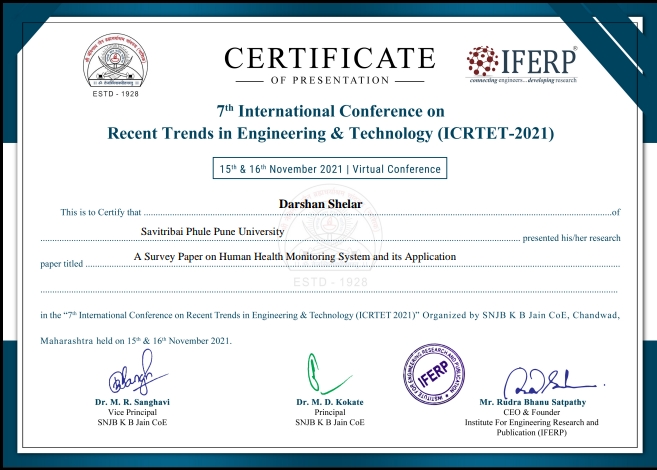 CERTIFICATE
OF PRESENTATION
ESTD - 1928
IFERP®
connecting engineers...developing research
7th International Conference on
Recent Trends in Engineering & Technology (ICRTET-2021)
15th & 16th November 2021 | Virtual Conference
Darshan Shelar
This is to Certify that ...of
Savitribai Phule Pune University
... presented his/her research
A Survey Paper on Human Health Monitoring System and its Application
paper titled ...
ESTD - 1928
in the “7th International Conference on Recent Trends in Engineering & Technology (ICRTET 2021)” Organized by SNJB K B Jain CoE, Chandwad,
Maharashtra held on 15th & 16th November 2021.
IFERP
INSTITUTE FOR ENGINEERING RESEARCH AND PUBLICATION
Dr. M. R. Sanghavi
Vice Principal
SNJB K B Jain CoE
Dr. M. D. Kokate
Principal
SNJB K B Jain CoE
Mr. Rudra Bhanu Satpathy
CEO & Founder
Institute For Engineering Research and
Publication (IFERP)